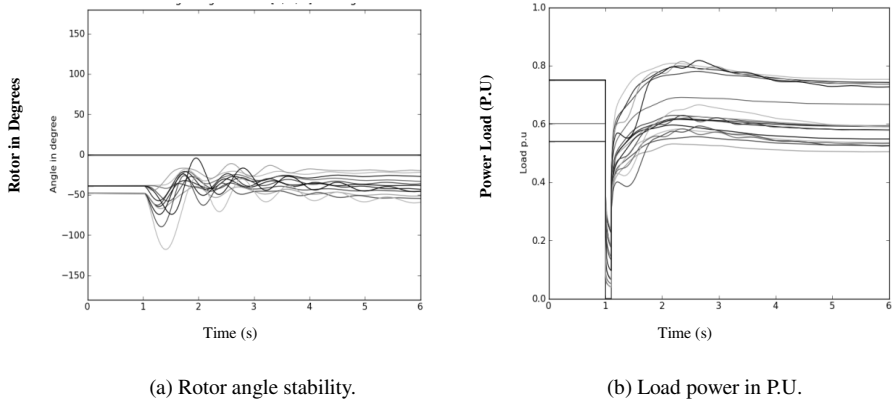 Rotor in Degrees
Angle in degree
150
100
50
0
−50
−100
−150
0 1 2 3 4 5 6
Time (s)
(a) Rotor angle stability.
Power Load (P.U)
Load p.u
1.0
0.8
0.6
0.4
0.2
0.0
0 1 2 3 4 5 6
Time (s)
(b) Load power in P.U.